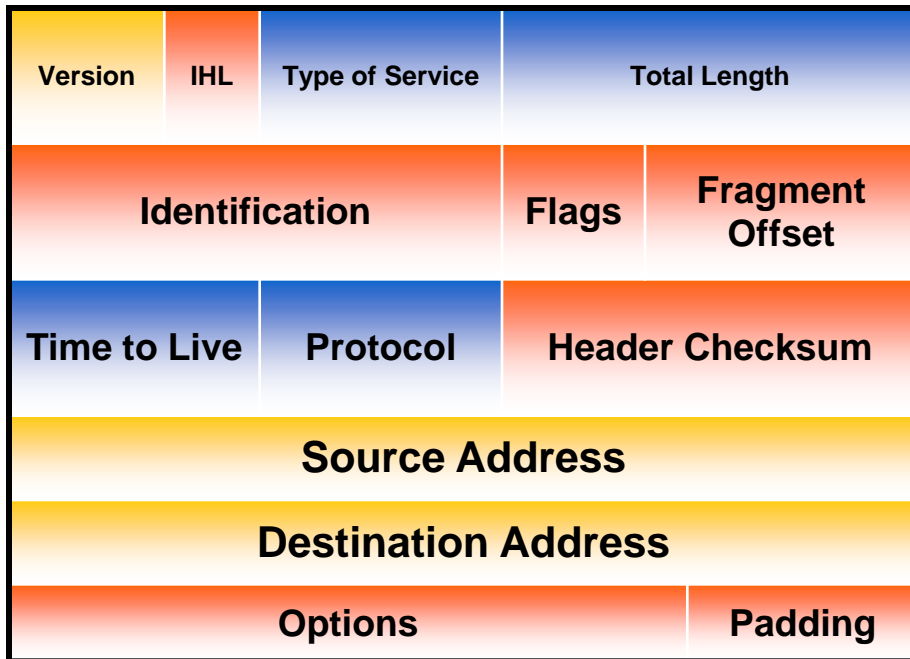 Version IHL Type of Service Total Length
Identification Flags Fragment Offset
Time to Live Protocol Header Checksum
Source Address
Destination Address
Options Padding